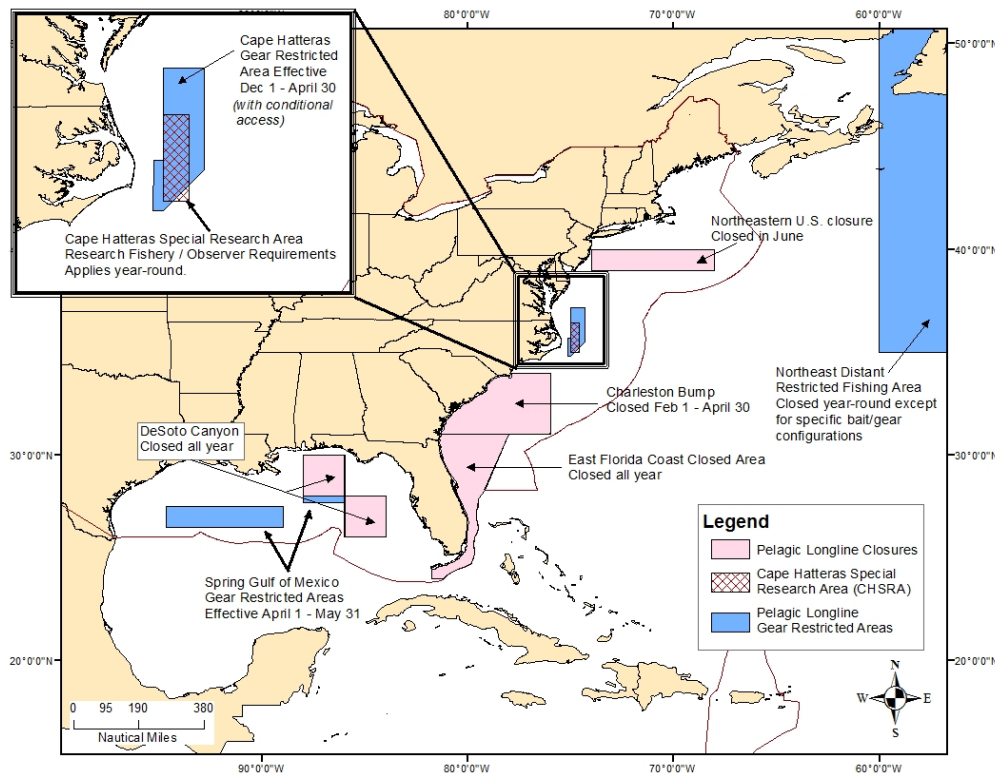 80°0'0"W
70°0'0"W
60°0'0"W
Cape Hatteras
Gear Restricted
Area Effective
Dec 1 - April 30
(with conditional
access)
50°0'0"N
Cape Hatteras Special Research Area
Research Fishery / Observer Requirements
Applies year-round.
Northeastern U.S. closure
Closed in June
40°0'0"N
Northeast Distant
Restricted Fishing Area
Closed year-round except
for specific bait/gear
configurations
Charleston Bump
Closed Feb 1 - April 30
DeSoto Canyon
Closed all year
East Florida Coast Closed Area
Closed all year
30°0'0"N
30°0'0"N
Spring Gulf of Mexico
Gear Restricted Areas
Effective April 1 - May 31
Legend
Pelagic Longline Closures
Cape Hatteras Special
Research Area (CHSRA)
Pelagic Longline
Gear Restricted Areas
20°0'0"N
20°0'0"N
N
W
E
S
0 95 190 380
Nautical Miles
90°0'0"W
80°0'0"W
70°0'0"W
60°0'0"W